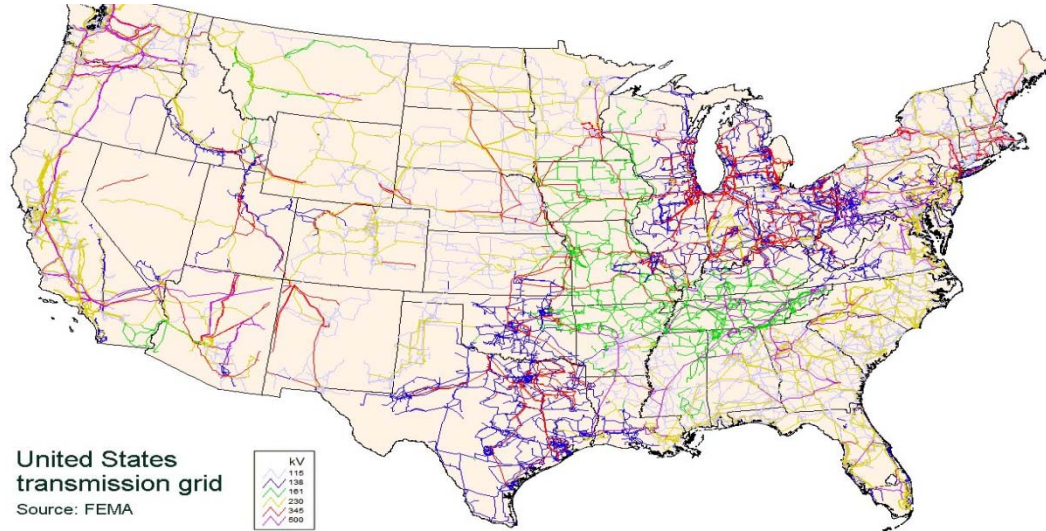 United States
transmission grid
Source: FEMA
kV
115
138
161
230
345
500